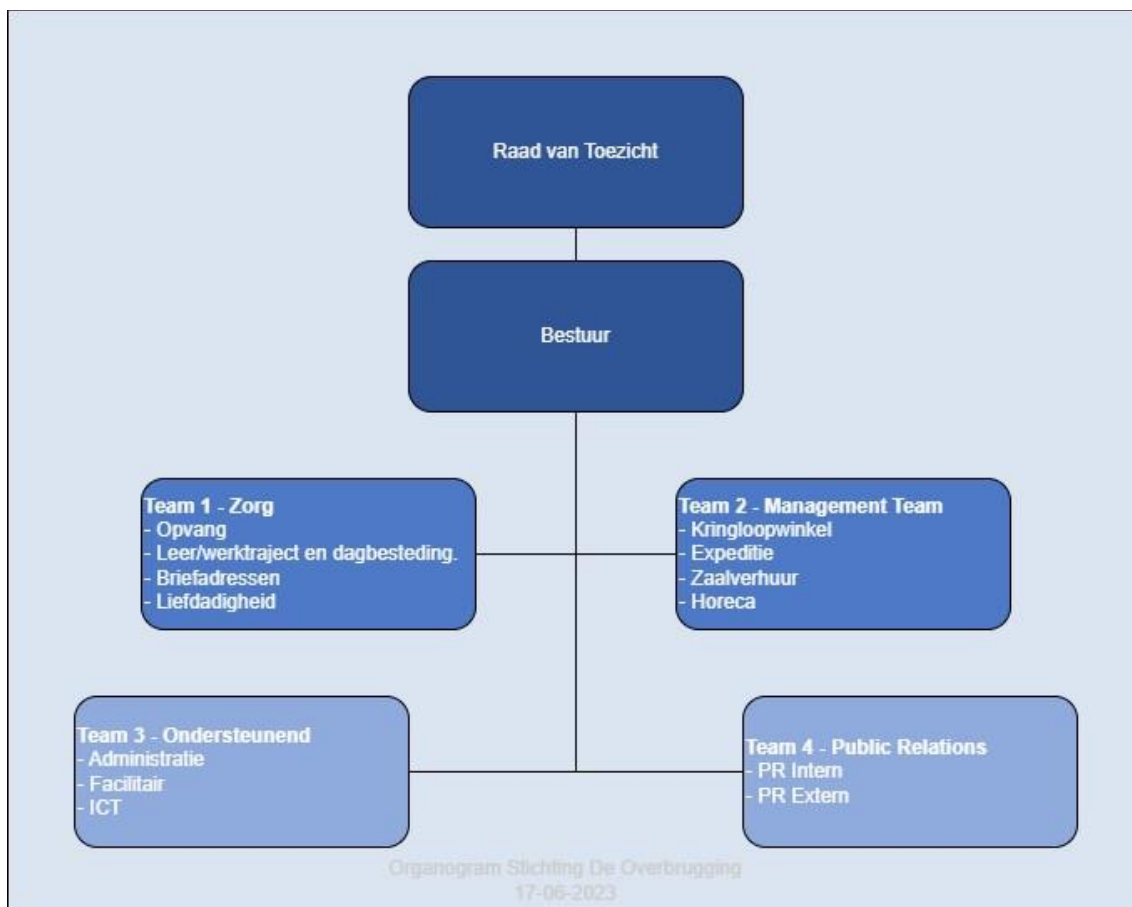 Raad van Toezicht
Bestuur
Team 1 - Zorg
- Opvang
- Leer/werktraject en dagbesteding.
- Briefadressen
- Liefdadigheid
Team 2 - Management Team
- Kringloopwinkel
- Expeditie
- Zaalverhuur
- Horeca
Team 3 - Ondersteunend
- Administratie
- Facilitair
- ICT
Team 4 - Public Relations
- PR Intern
- PR Extern
Organogram Stichting De Overbrugging
17-06-2023